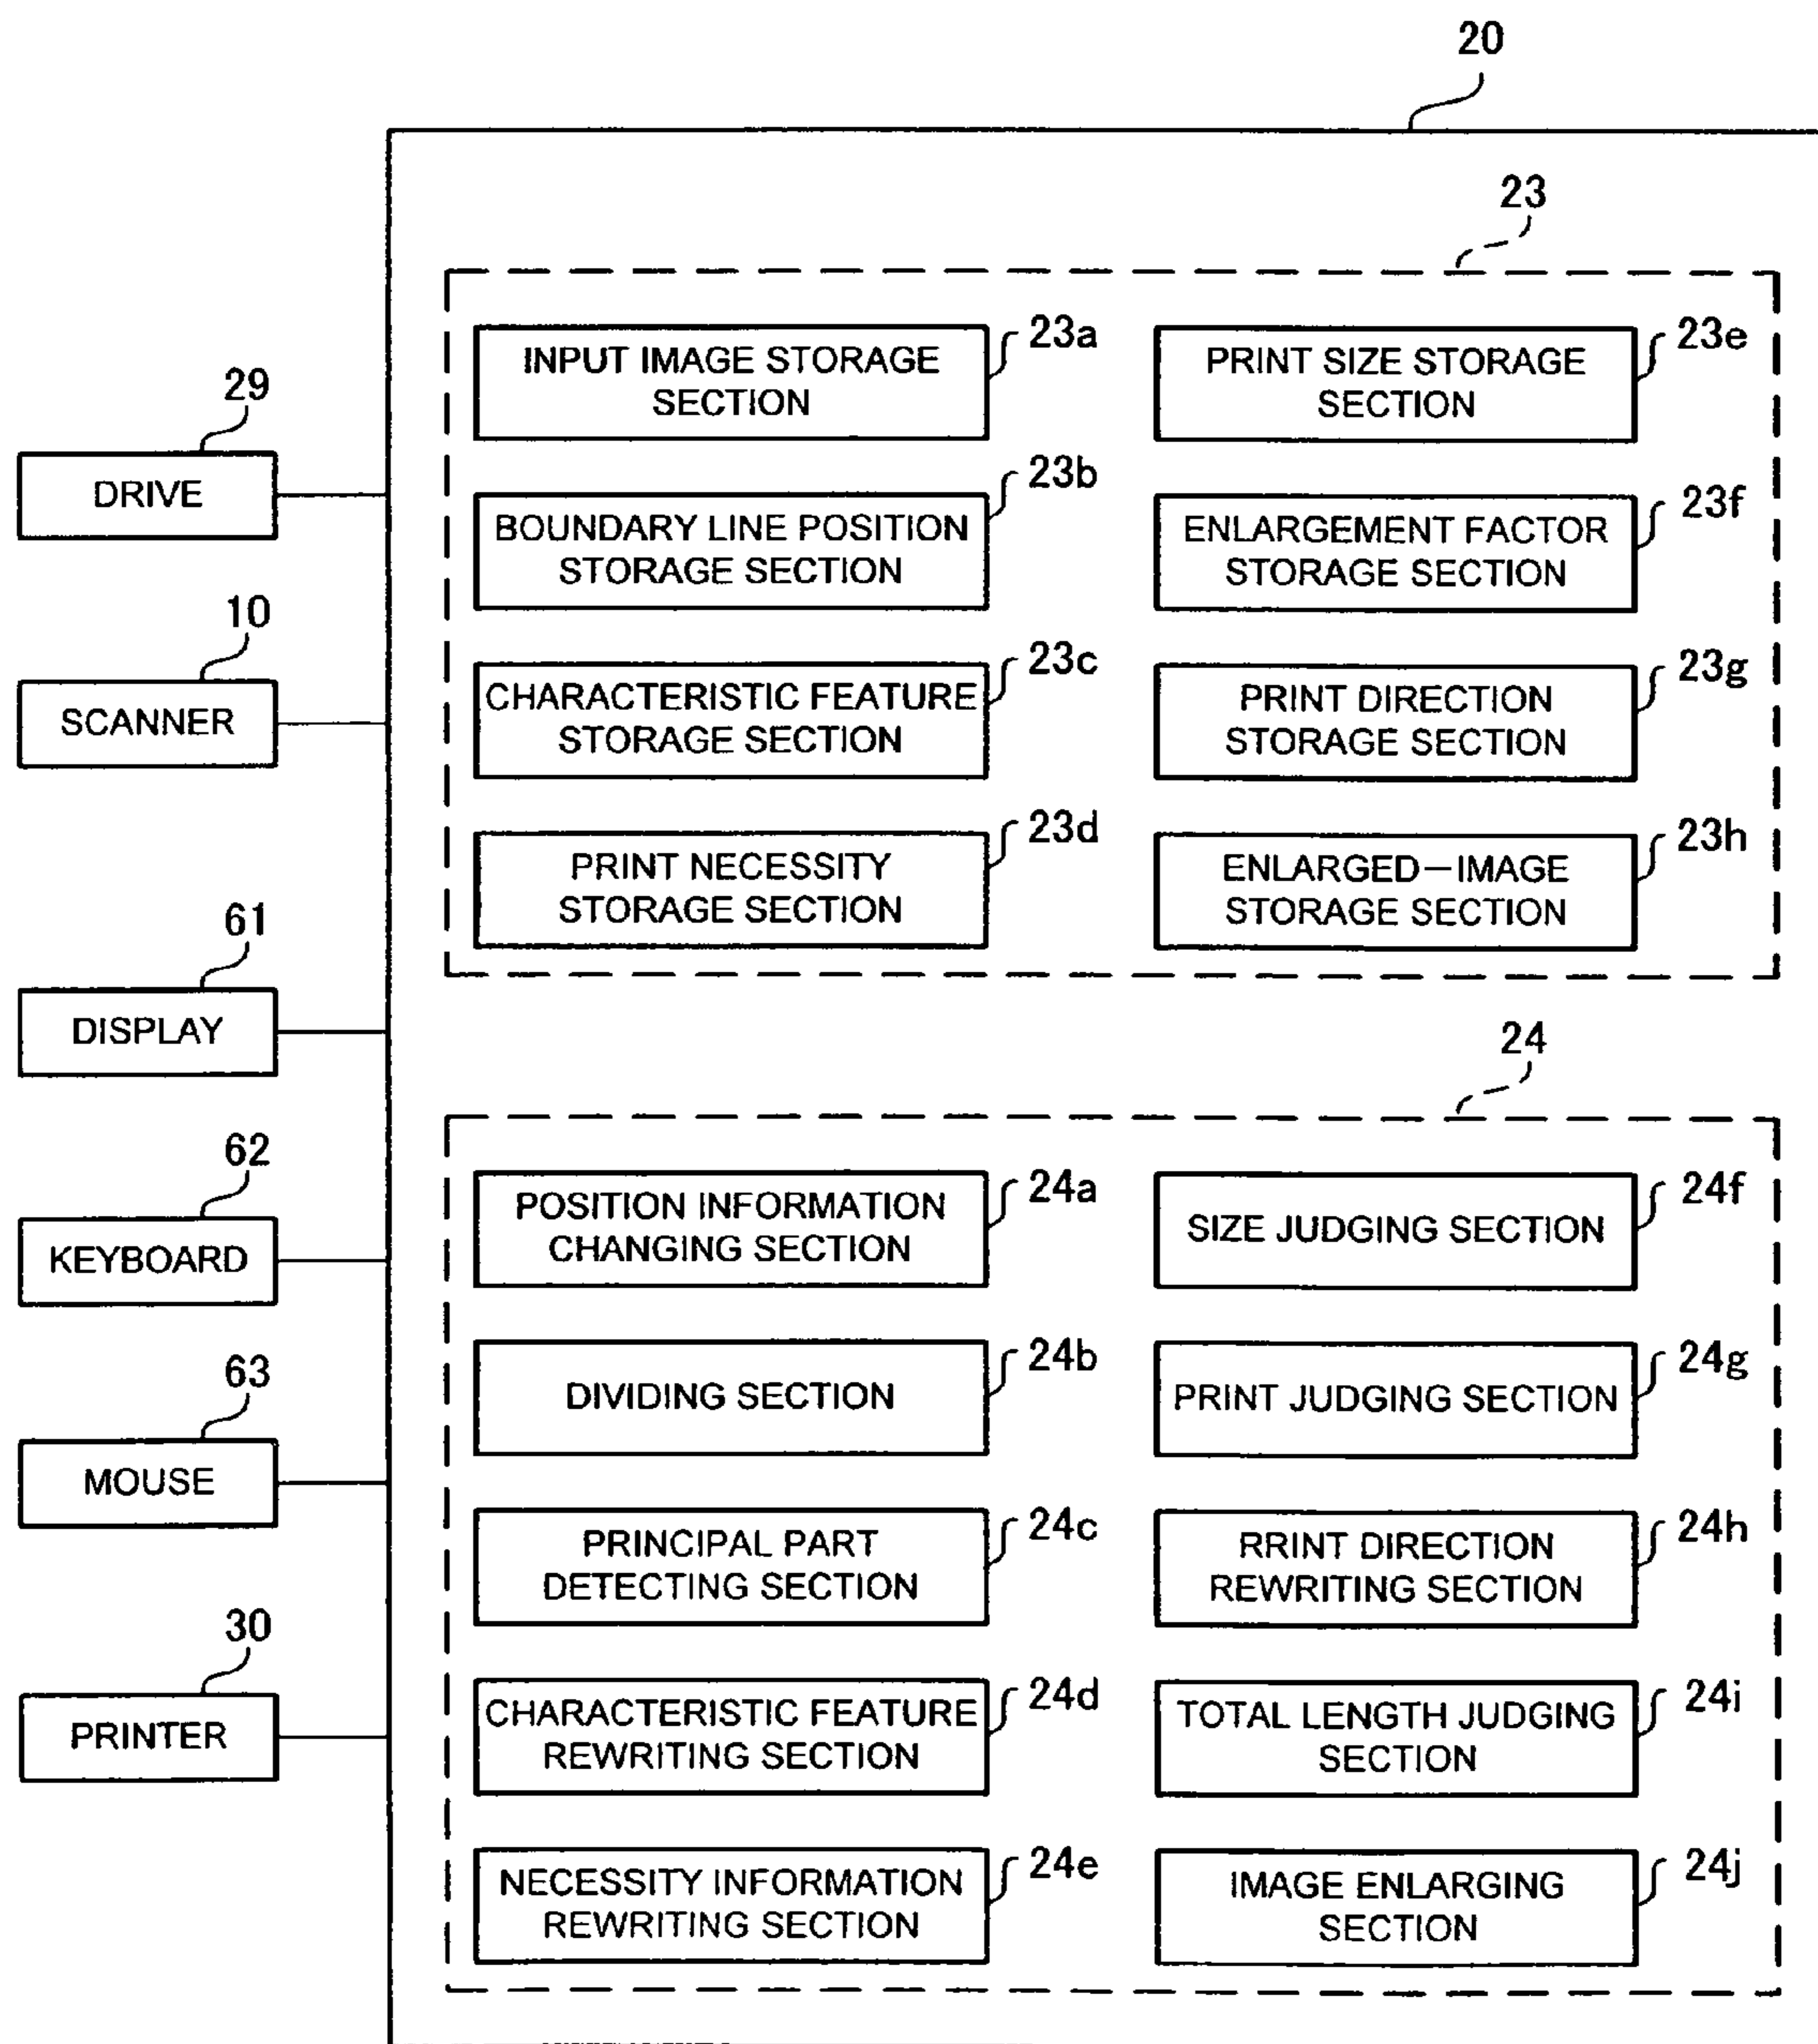 20
29
DRIVE
10
SCANNER
61
DISPLAY
62
KEYBOARD
63
MOUSE
30
PRINTER
23
INPUT IMAGE STORAGE
SECTION
23a
BOUNDARY LINE POSITION
STORAGE SECTION
23b
CHARACTERISTIC FEATURE
STORAGE SECTION
23c
PRINT NECESSITY
STORAGE SECTION
23d
PRINT SIZE STORAGE
SECTION
23e
ENLARGEMENT FACTOR
STORAGE SECTION
23f
PRINT DIRECTION
STORAGE SECTION
23g
ENLARGED—IMAGE
STORAGE SECTION
23h
24
POSITION INFORMATION
CHANGING SECTION
24a
DIVIDING SECTION
24b
PRINCIPAL PART
DETECTING SECTION
24c
CHARACTERISTIC FEATURE
REWRITING SECTION
24d
NECESSITY INFORMATION
REWRITING SECTION
24e
SIZE JUDGING SECTION
24f
PRINT JUDGING SECTION
24g
RRINT DIRECTION
REWRITING SECTION
24h
TOTAL LENGTH JUDGING
SECTION
24i
IMAGE ENLARGING
SECTION
24j